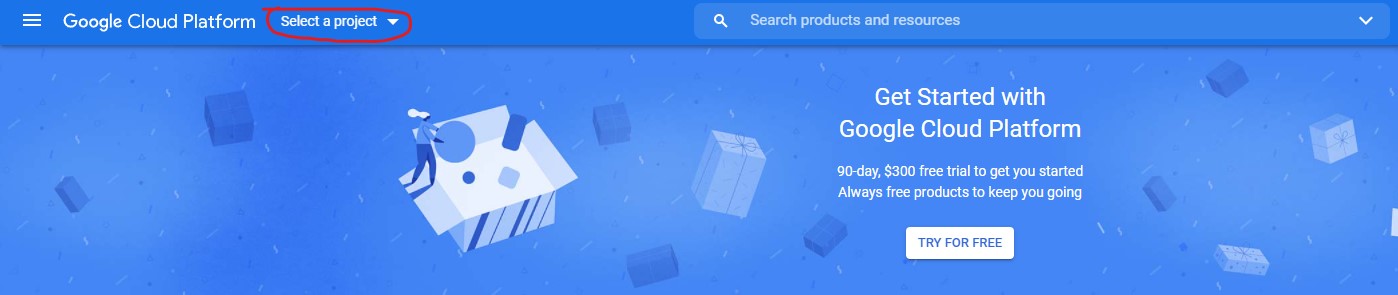 Google Cloud Platform
Select a project
Search products and resources
Get Started with
Google Cloud Platform
90-day, $300 free trial to get you started
Always free products to keep you going
TRY FOR FREE